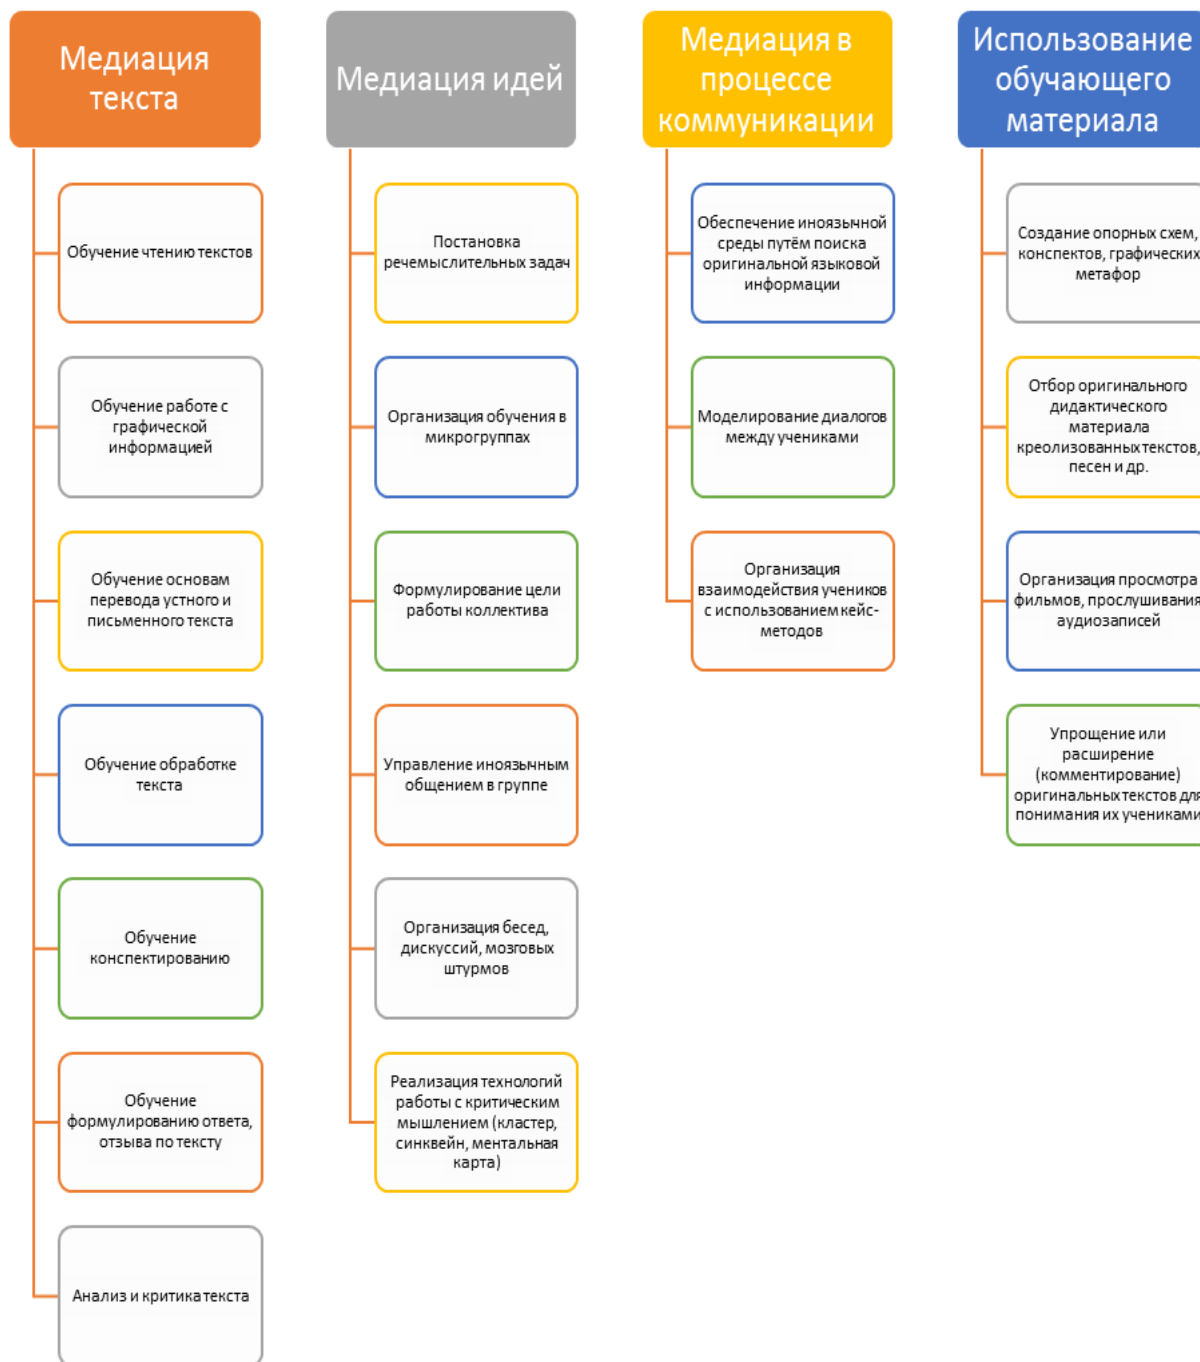 Медиация
текста
Обучение чтению текстов
Обучение работе с
графической
информацией
Обучение основам
перевода устного и
письменного текста
Обучение обработке
текста
Обучение
конспектированию
Обучение
формулированию ответа,
отзыва по тексту
Анализ и критика текста
Медиация идей
Постановка
речемыслительных задач
Организация обучения в
микрогруппах
Формулирование цели
работы коллектива
Управление иноязычным
общением в группе
Организация бесед,
дискуссий, мозговых
штурмов
Реализация технологий
работы с критическим
мышлением (кластер,
синквейн, ментальная
карта)
Медиация в
процессе
коммуникации
Обеспечение иноязычной
среды путём поиска
оригинальной языковой
информации
Моделирование диалогов
между учениками
Организация
взаимодействия учеников
с использованием кейс-
методов
Использование
обучающего
материала
Создание опорных схем,
конспектов, графических
метафор
Отбор оригинального
дидактического
материала
креолизованных текстов,
песен и др.
Организация просмотра
фильмов, прослушивания
аудиозаписей
Упрощение или
расширение
(комментирование)
оригинальных текстов для
понимания их учениками